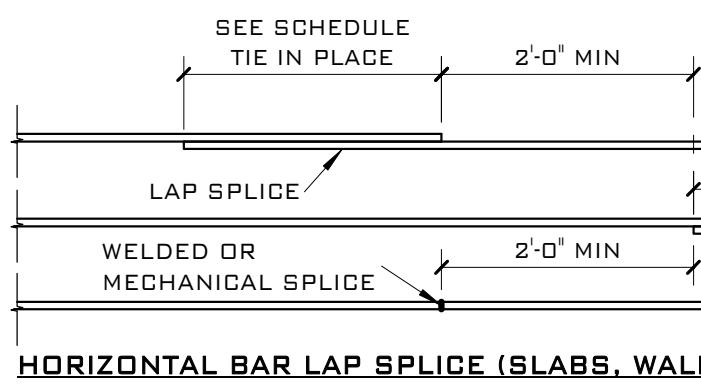 SEE SCHEDULE
TIE IN PLACE
2'-0" MIN
LAP SPLICE
WELDED OR
MECHANICAL SPLICE
2'-0" MIN
HORIZONTAL BAR LAP SPLICE (SLABS,